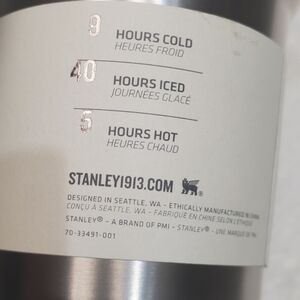 9 HOURS COLD
HEURES FROID
40 HOURS ICED
JOURNÉES GLACÉ
5 HOURS HOT
HEURES CHAUD
STANLEY1913.COM
DESIGNED IN SEATTLE, WA - ETHICALLY MANUFACTURED IN CHINA
CONÇU À SEATTLE, WA - FABRIQUÉ EN CHINE SELON L'ÉTHIQUE
STANLEY® - A BRAND OF PMI - STANLEY® - UNE MARQUE DE PMI
70-33491-001